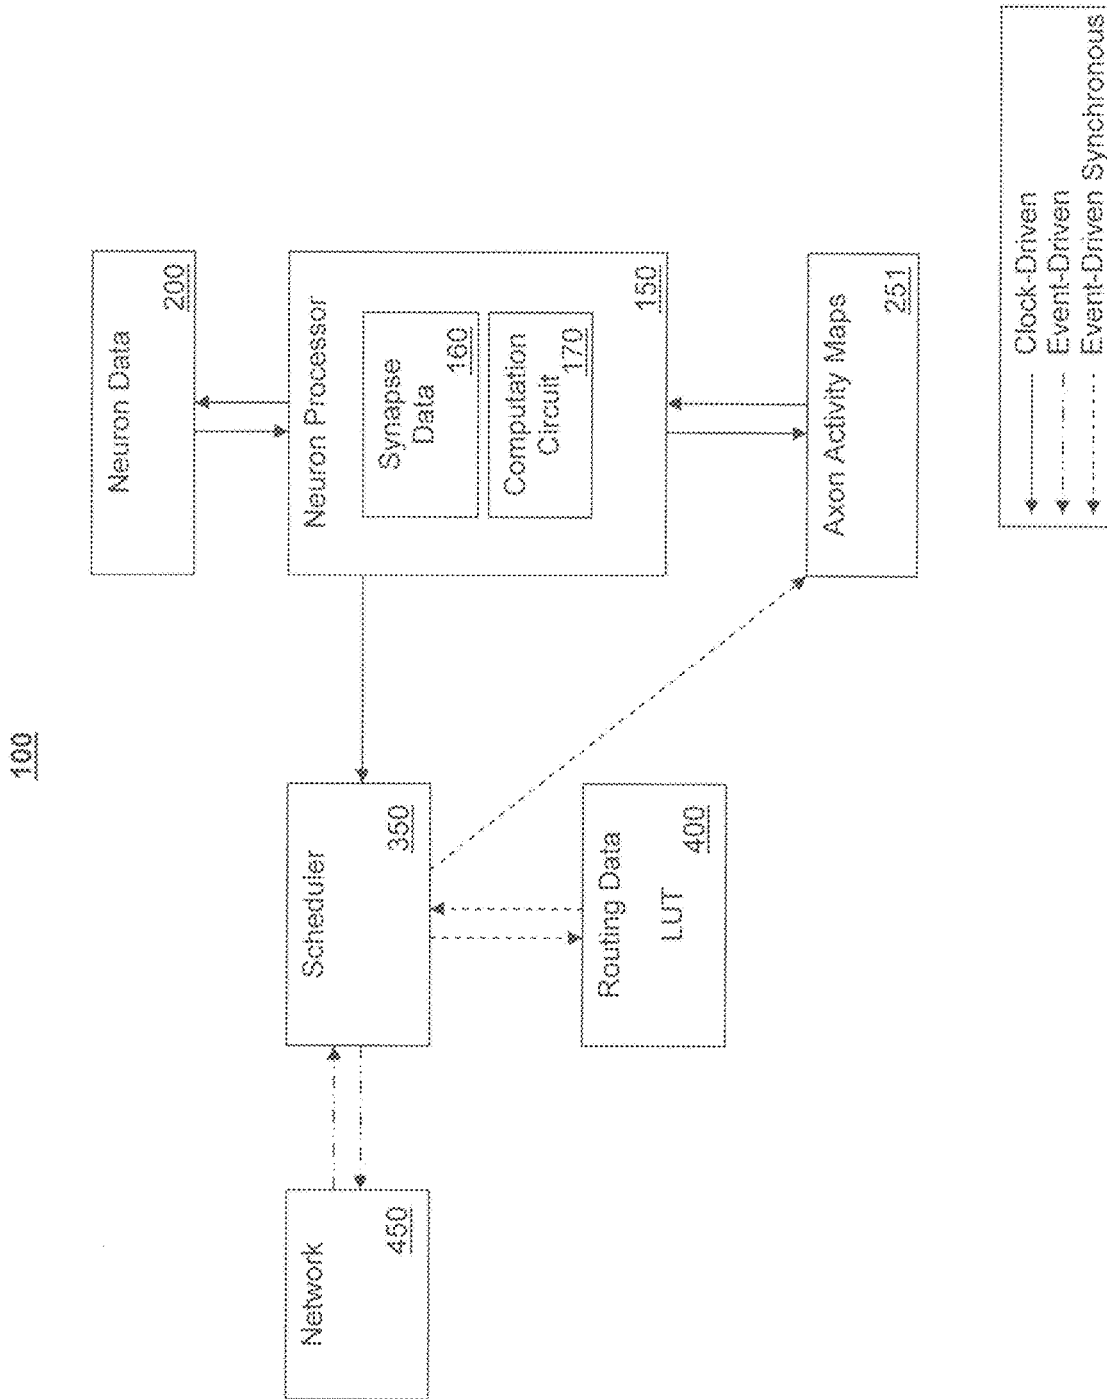 100
Neuron Data
200
Neuron Processor
Synapse
Data
160
Computation
Circuit
170
150
Scheduler
350
Network
450
Routing Data
LUT
400
Axon Activity Maps
251
Clock-Driven
Event-Driven
Event-Driven Synchronous